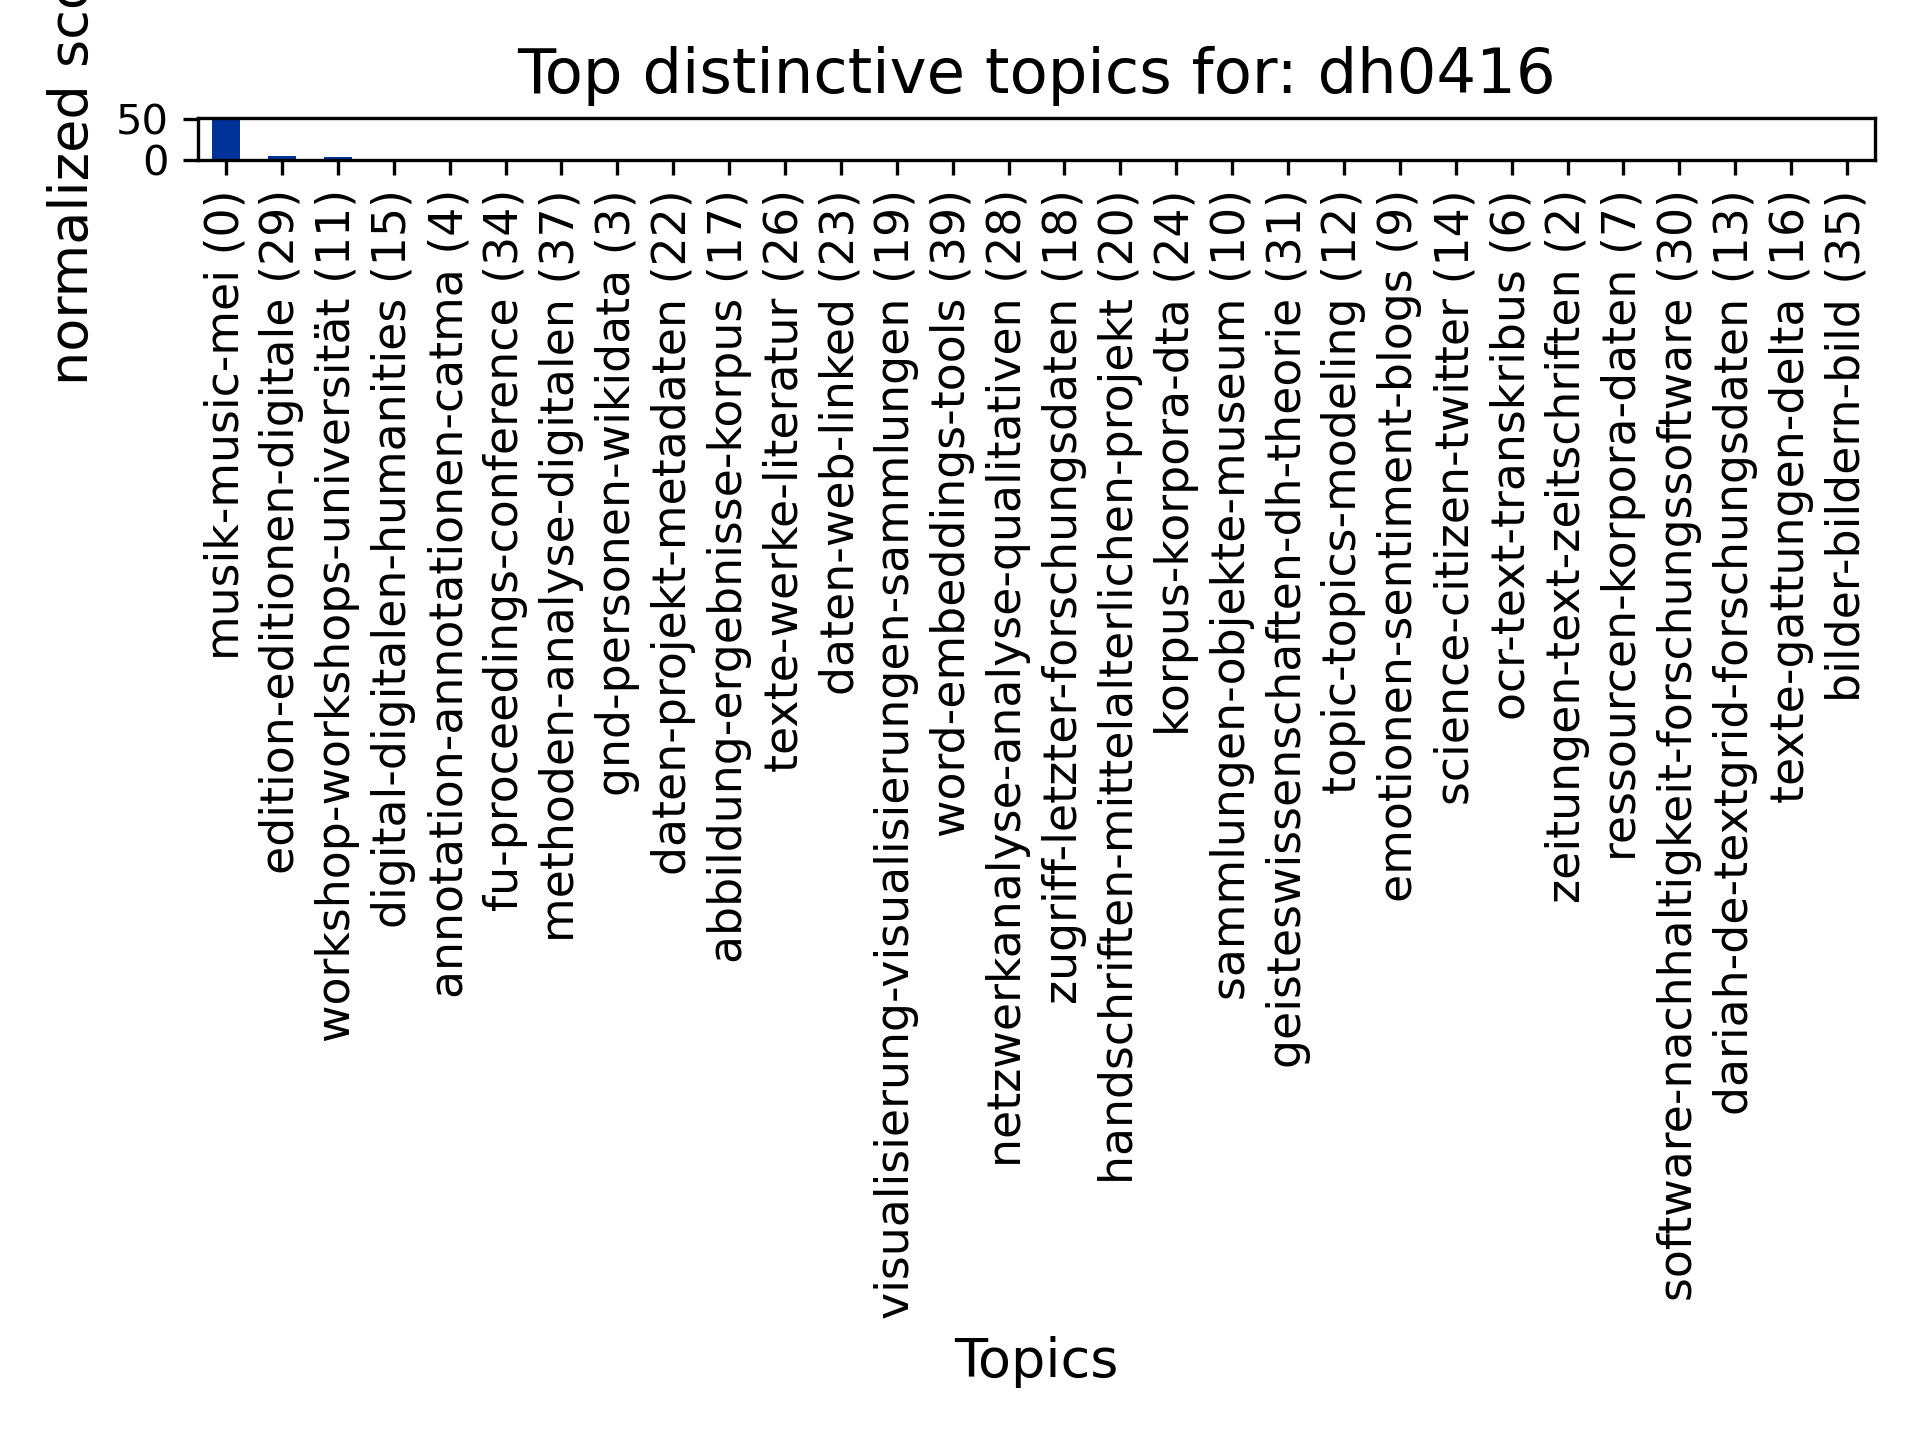 Top distinctive topics for: dh0416
normalized
50
0
musik-music-mei (0)
edition-editionen-digitale (29)
workshop-workshops-universität (11)
digital-digitalen-humanities (15)
annotation-annotationen-catma (4)
fu-proceedings-conference (34)
methoden-analyse-digitalen (37)
gnd-personen-wikidata (3)
daten-projekt-metadaten (22)
abbildung-ergebnisse-korpus (17)
texte-werke-literatur (26)
daten-web-linked (23)
visualisierung-visualisierungen-sammlungen (19)
word-embeddings-tools (39)
netzwerkanalyse-analyse-qualitativen (28)
zugriff-letzter-forschungsdaten (18)
handschriften-mittelalterlichen-projekt (20)
korpus-korpora-dta (24)
sammlungen-objekte-museum (10)
geisteswissenschaften-dh-theorie (31)
topic-topics-modeling (12)
emotionen-sentiment-blogs (9)
science-citizen-twitter (14)
ocr-text-transkribus (6)
zeitungen-text-zeitschriften (2)
ressourcen-korpora-daten (7)
software-nachhaltigkeit-forschungssoftware (30)
dariah-de-textgrid-forschungsdaten (13)
texte-gattungen-delta (16)
bilder-bildern-bild (35)
Topics